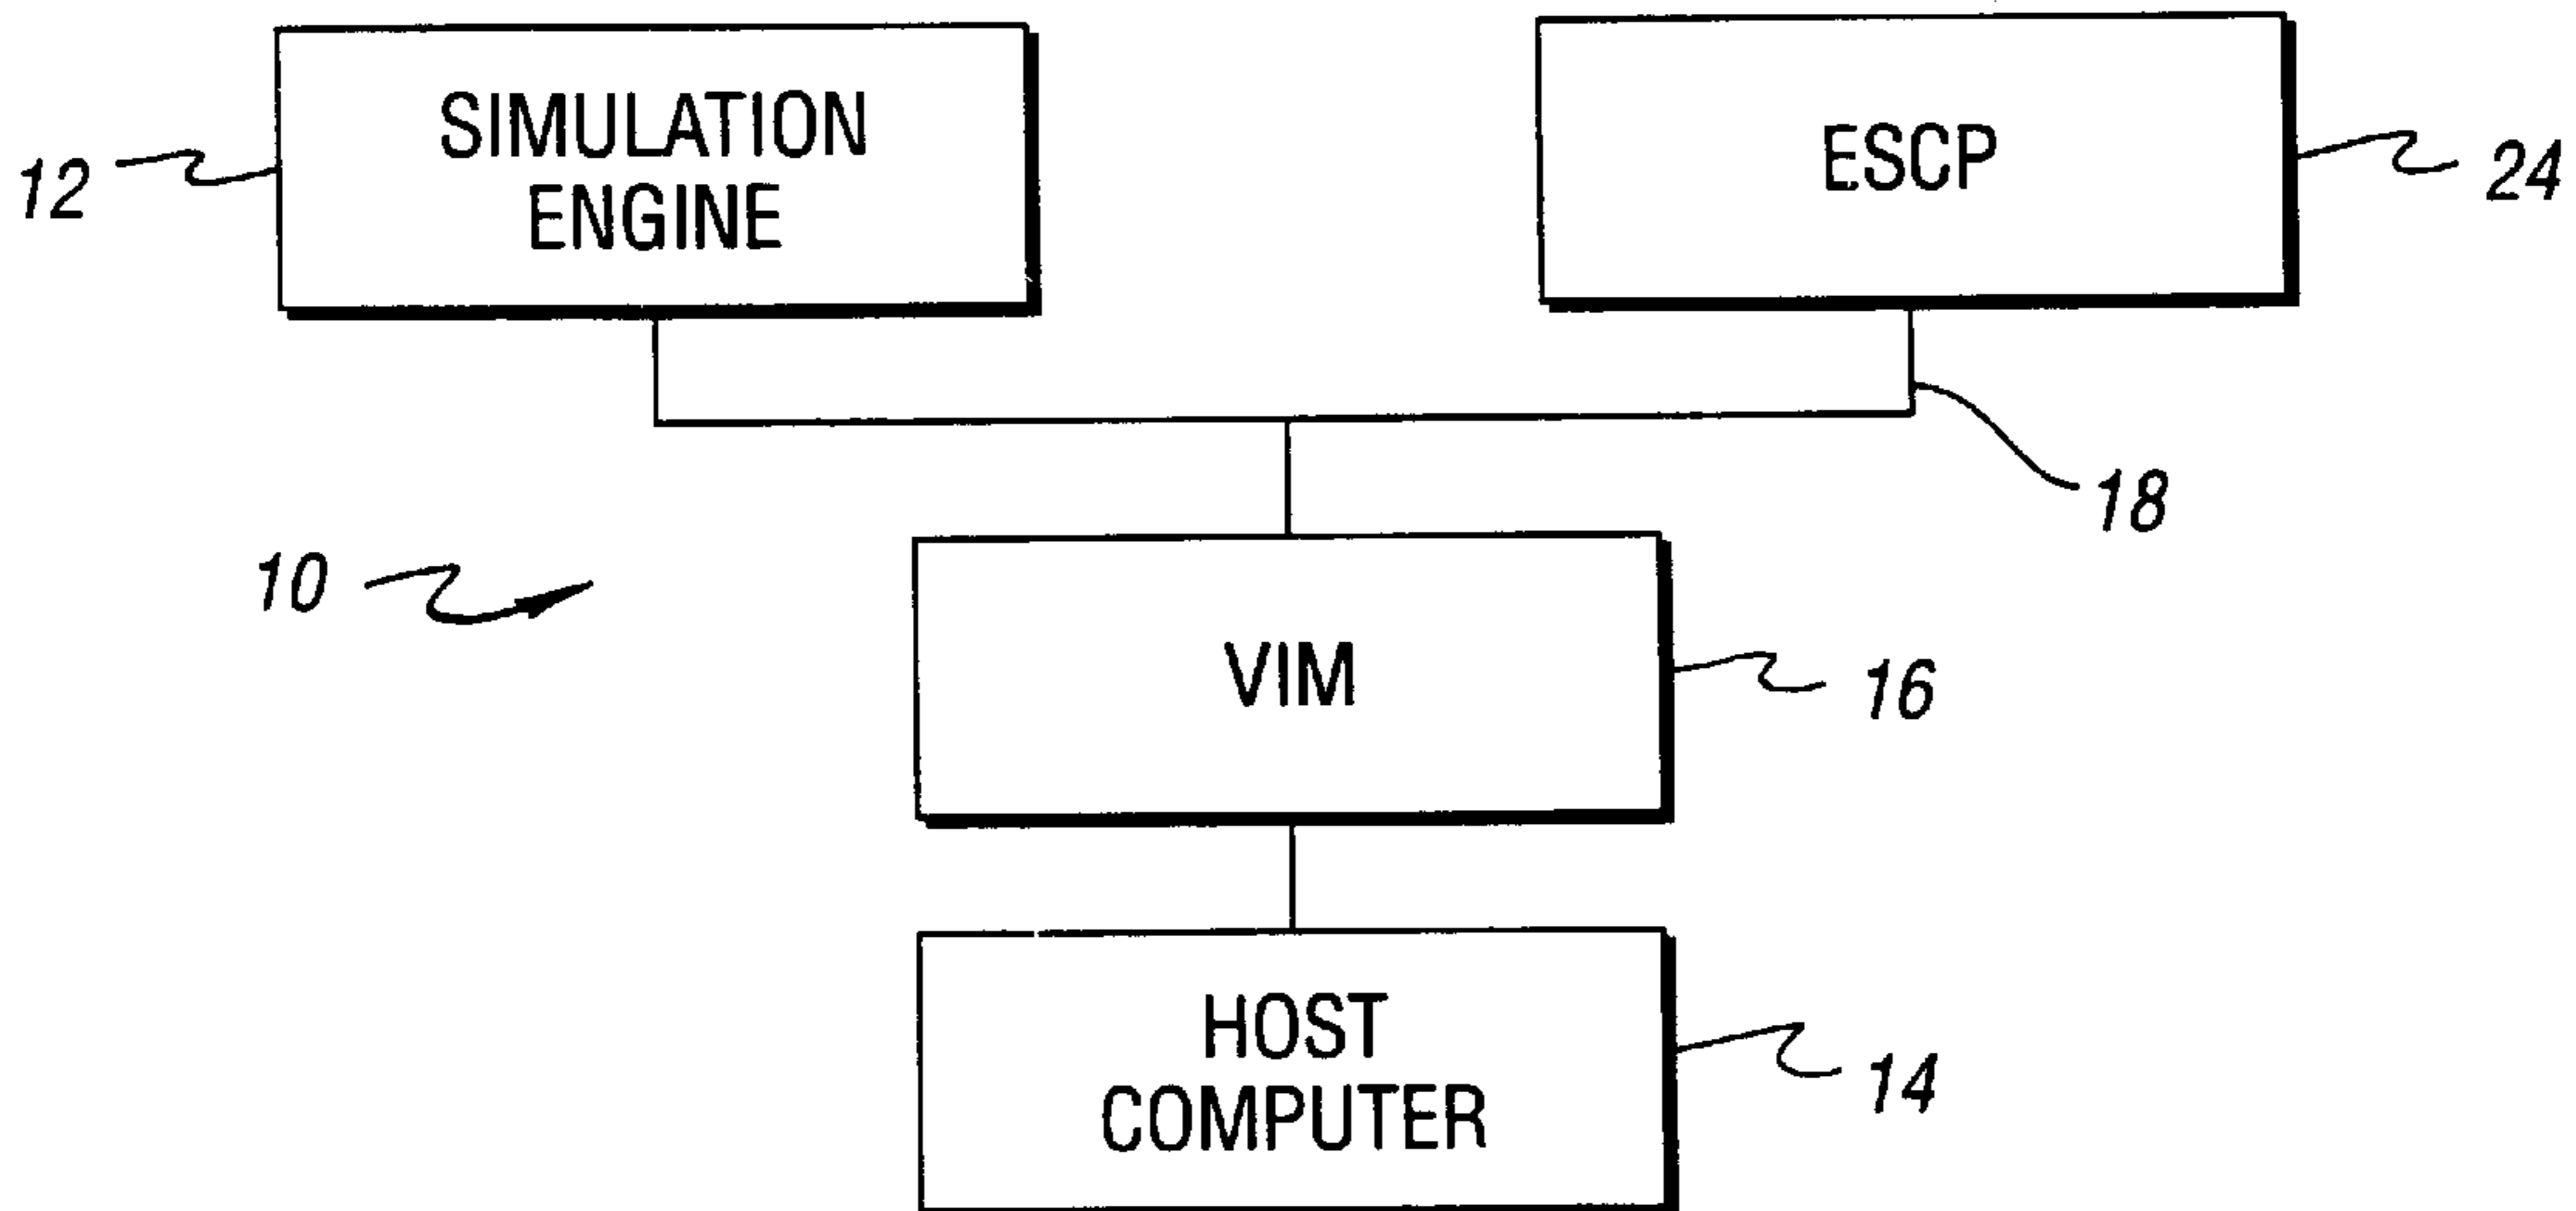 SIMULATION
ENGINE
ESCP
12
24
18
10
VIM
16
HOST
COMPUTER
14